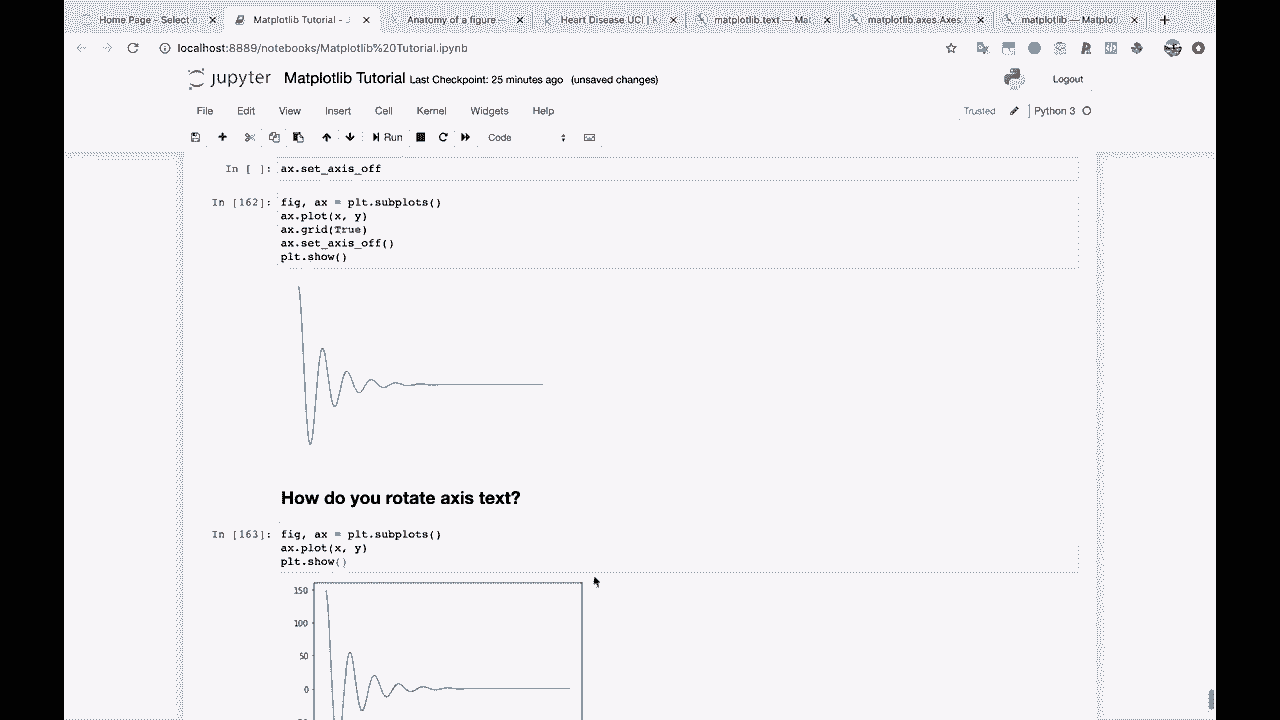 Home Page - Select o
Matplotlib Tutorial - J
Anatomy of a figure
Heart Disease UCI | K
matplotlib.text — Mat
matplotlib.axes.Axes
matplotlib — Matplotl
localhost:8889/notebooks/Matplotlib%20Tutorial.ipynb
jupyter Matplotlib Tutorial Last Checkpoint: 25 minutes ago (unsaved changes)
Logout
File Edit View Insert Cell Kernel Widgets Help
Trusted Python 3
Run Code
In [ ]: ax.set_axis_off
In [162]: fig, ax = plt.subplots()
ax.plot(x, y)
ax.grid(True)
ax.set_axis_off()
plt.show()
How do you rotate axis text?
In [163]: fig, ax = plt.subplots()
ax.plot(x, y)
plt.show()
150
100
50
0